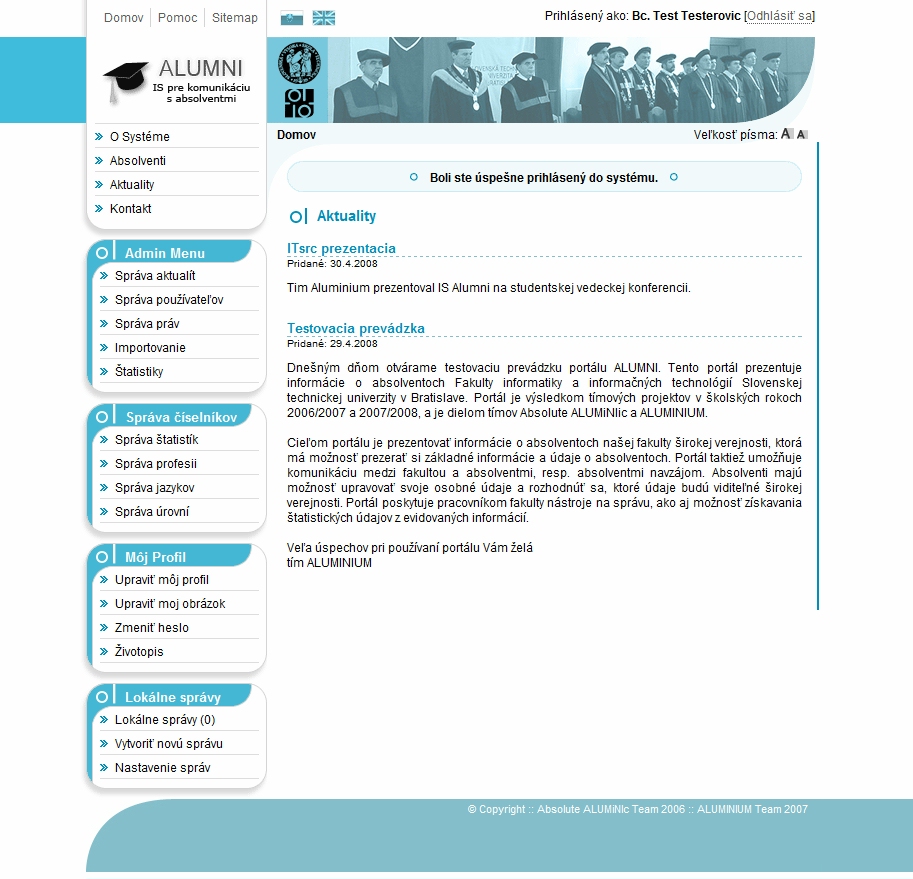 Domov Pomoc Sitemap
Prihlásený ako: Bc. Test Testerovic [Odhlásiť sa]
ALUMNI
IS pre komunikáciu
s absolventmi
O Systéme
Absolventi
Aktuality
Kontakt
Domov
Veľkosť písma: A A
Boli ste úspešne prihlásený do systému.
Admin Menu
Správa aktualít
Správa používateľov
Správa práv
Importovanie
Štatistiky
Správa číselníkov
Správa štatistík
Správa profesii
Správa jazykov
Správa úrovní
Môj Profil
Upraviť môj profil
Upraviť moj obrázok
Zmeniť heslo
Životopis
Lokálne správy
Lokálne správy (0)
Vytvoriť novú správu
Nastavenie správ
Aktuality
ITsrc prezentacia
Pridané: 30.4.2008
Tim Aluminium prezentoval IS Alumni na studentskej vedeckej konferencii.
Testovacia prevádzka
Pridané: 29.4.2008
Dnešným dňom otvárame testovaciu prevádzku portálu ALUMNI. Tento portál prezentuje
informácie o absolventoch Fakulty informatiky a informačných technológií Slovenskej
technickej univerzity v Bratislave. Portál je výsledkom tímových projektov v školských rokoch
2006/2007 a 2007/2008, a je dielom tímov Absolute ALUMiNIic a ALUMINIUM.
Cieľom portálu je prezentovať informácie o absolventoch našej fakulty širokej verejnosti, ktorá
má možnosť prezerať si základné informácie a údaje o absolventoch. Portál taktiež umožňuje
komunikáciu medzi fakultou a absolventmi, resp. absolventmi navzájom. Absolventi majú
možnosť upravovať svoje osobné údaje a rozhodnúť sa, ktoré údaje budú viditeľné širokej
verejnosti. Portál poskytuje pracovníkom fakulty nástroje na správu, ako aj možnosť získavania
štatistických údajov z evidovaných informácií.
Veľa úspechov pri používaní portálu Vám želá
tím ALUMINIUM
© Copyright :: Absolute ALUMiNIc Team 2006 :: ALUMINIUM Team 2007